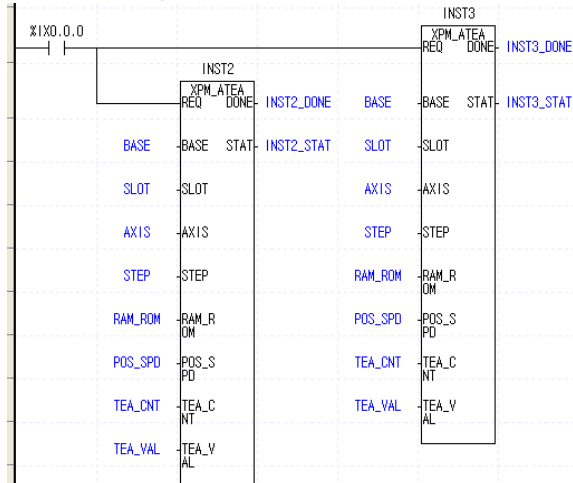 INST3
%IX0.0.0
XPM_ATEA
REQ DONE INST3_DONE
INST2
XPM_ATEA
REQ DONE INST2_DONE BASE BASE STAT INST3_STAT
BASE BASE STAT INST2_STAT SLOT SLOT
SLOT SLOT AXIS AXIS
AXIS AXIS STEP STEP
STEP STEP RAM_ROM RAM_R
OM
RAM_ROM RAM_R POS_SPD POS_S
OM PD
POS_SPD POS_S TEA_CNT TEA_C
PD NT
TEA_CNT TEA_C TEA_VAL TEA_V
NT AL
TEA_VAL TEA_V
AL